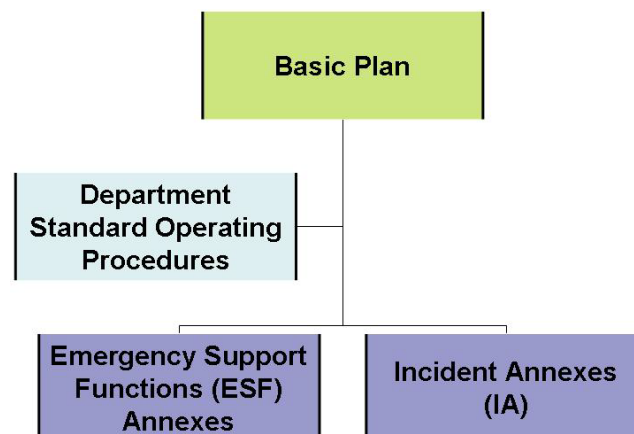 Basic Plan
Department
Standard Operating
Procedures
Emergency Support
Functions (ESF)
Annexes
Incident Annexes
(IA)